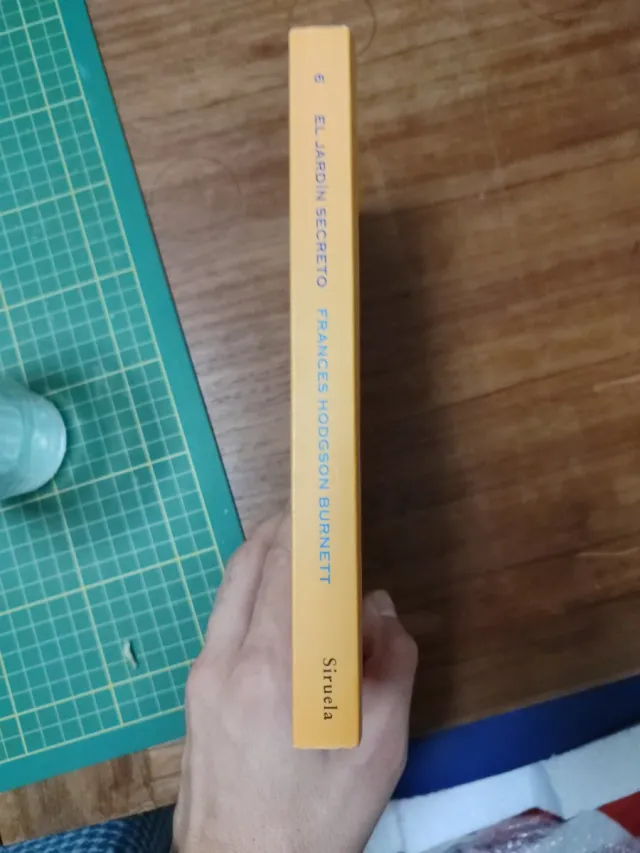 6 EL JARDÍN SECRETO FRANCES HODGSON BURNETT Siruela